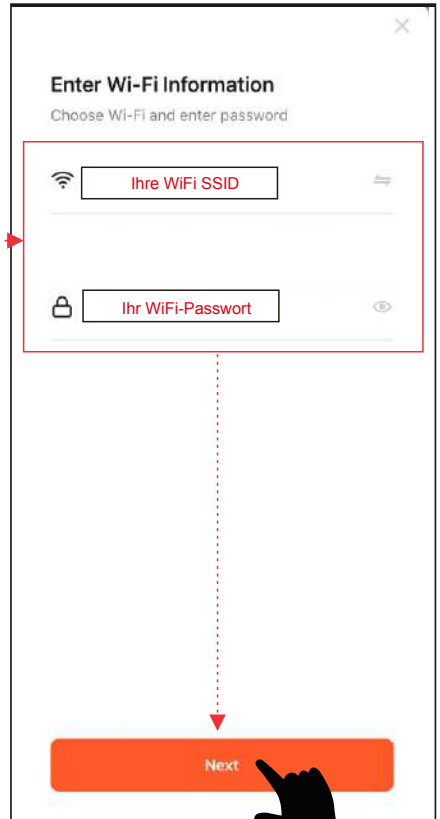 Enter Wi-Fi Information
Choose Wi-Fi and enter password
Ihre WiFi SSID
Ihr WiFi-Passwort
Next